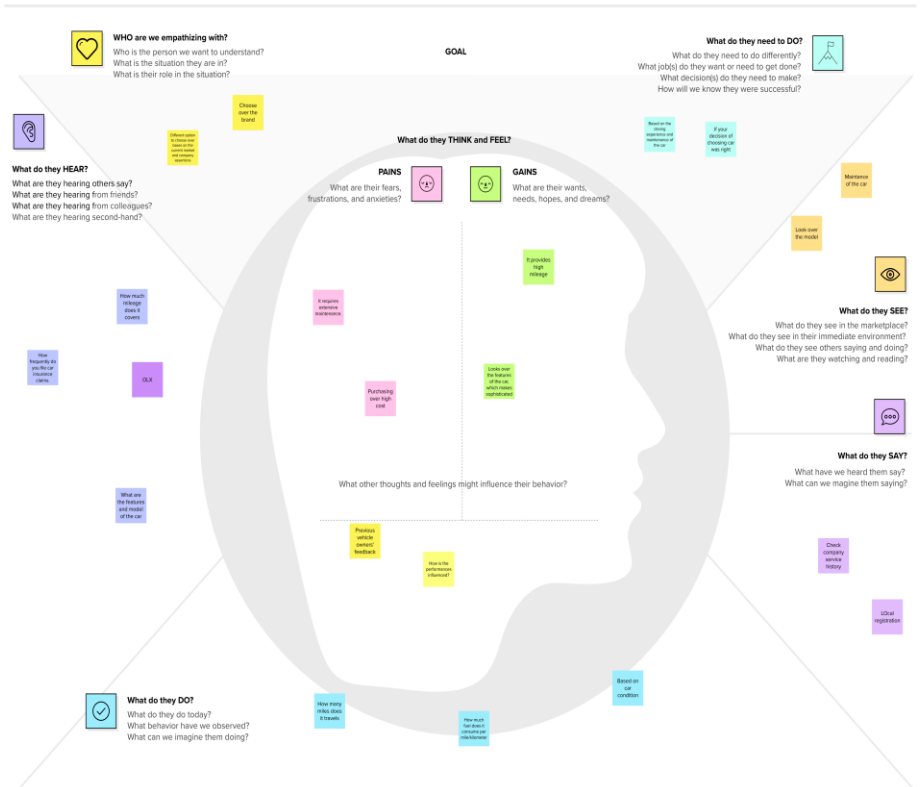 WHO are we empathizing with?
Who is the person we want to understand?
What is the situation they are in?
What is their role in the situation?
GOAL
What do they need to DO?
What do they need to do differently?
What job(s) do they want or need to get done?
What decision(s) do they need to make?
How will we know they were successful?
Choose
over the
brand
Different option
to choose over
based on the
current market
and company
assertions
Based on the
driving
experience and
maintenance of
the car
If your
decision of
choosing
car was
right
What do they HEAR?
What are they hearing others say?
What are they hearing from friends?
What are they hearing from colleagues?
What are they hearing second-hand?
What do they THINK and FEEL?
PAINS
What are their fears,
frustrations, and anxieties?
GAINS
What are their wants,
needs, hopes, and dreams?
Maintence
of the car
Look over
the model
What do they SEE?
What do they see in the marketplace?
What do they see in their immediate environment?
What do they see others saying and doing?
What are they watching and reading?
It provides
high
mileage
It requires
extensive
maintenance.
How much
mileage
does it
covers
How
frequently do
you file car
insurance
claims
OLX
Looks over
the features
of the car,
which makes
sophisticated
Purchasing
over high
cost
What do they SAY?
What have we heard them say?
What can we magine them saying?
What are
the features
and model
of the car
What other thoughts and feelings might influence their behavior?
Previous
vehicle
owners'
feedback
How is the
performances
influenced?
Check
company
service
history
LOcal
registration
What do they DO?
What do they do today?
What behavior have we observed?
What can we imagine them doing?
How many
miles does
it travels
How much
fuel does it
consume per
mile/kilometer
Based on
car
condition